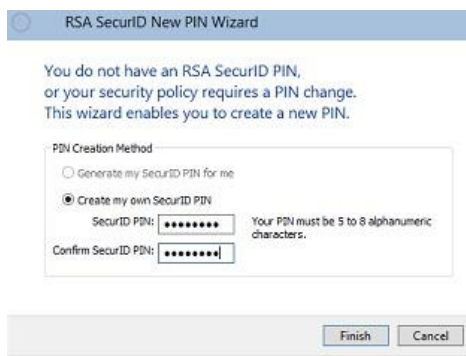 RSA SecurID New PIN Wizard
You do not have an RSA SecurID PIN,
or your security policy requires a PIN change.
This wizard enables you to create a new PIN.
PIN Creation Method
Generate my SecurID PIN for me
Create my own SecurID PIN
SecurID PIN: ●●●●●●●● Your PIN must be 5 to 8 alphanumeric
characters.
Confirm SecurID PIN: ●●●●●●●●
Finish Cancel